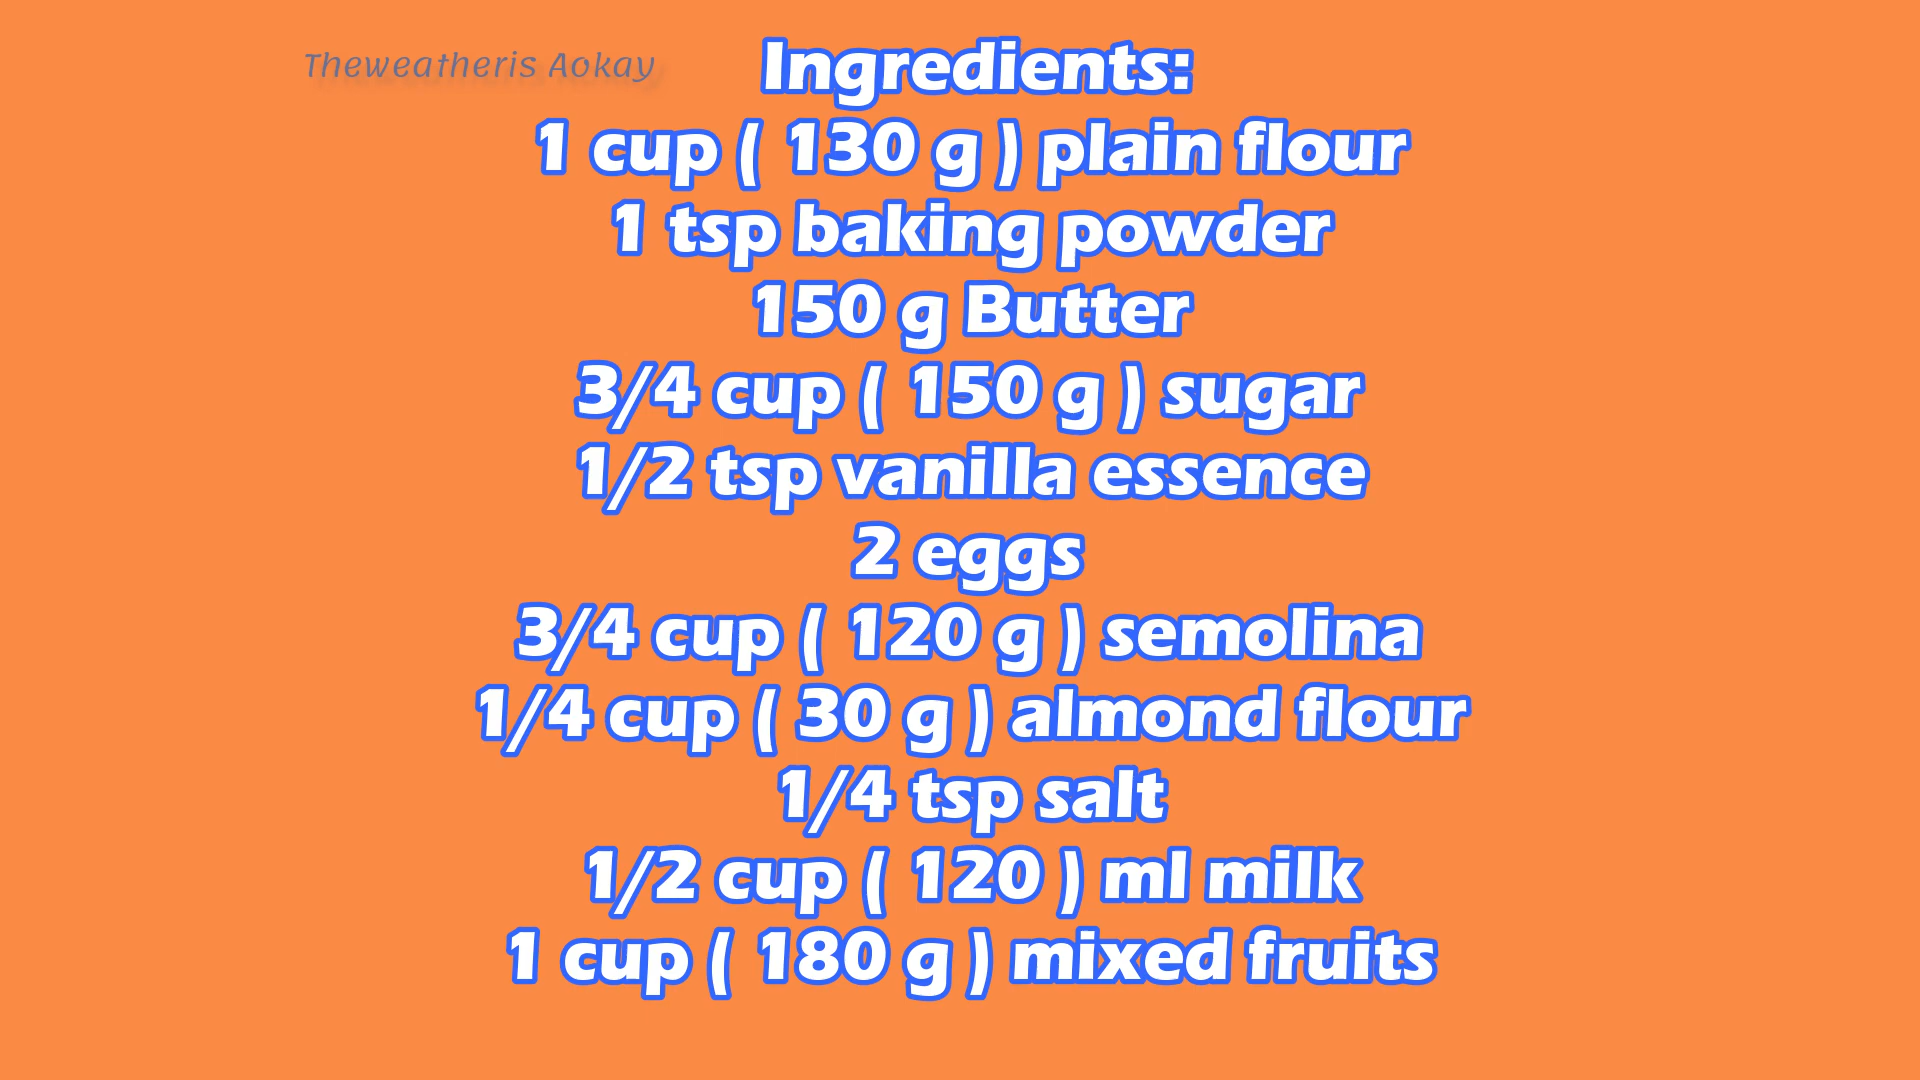 Theweatheris Aokay
Ingredients:
1 cup ( 130 g ) plain flour
1 tsp baking powder
150 g Butter
3/4 cup ( 150 g ) sugar
1/2 tsp vanilla essence
2 eggs
3/4 cup ( 120 g ) semolina
1/4 cup ( 30 g ) almond flour
1/4 tsp salt
1/2 cup ( 120 ) ml milk
1 cup ( 180 g ) mixed fruits